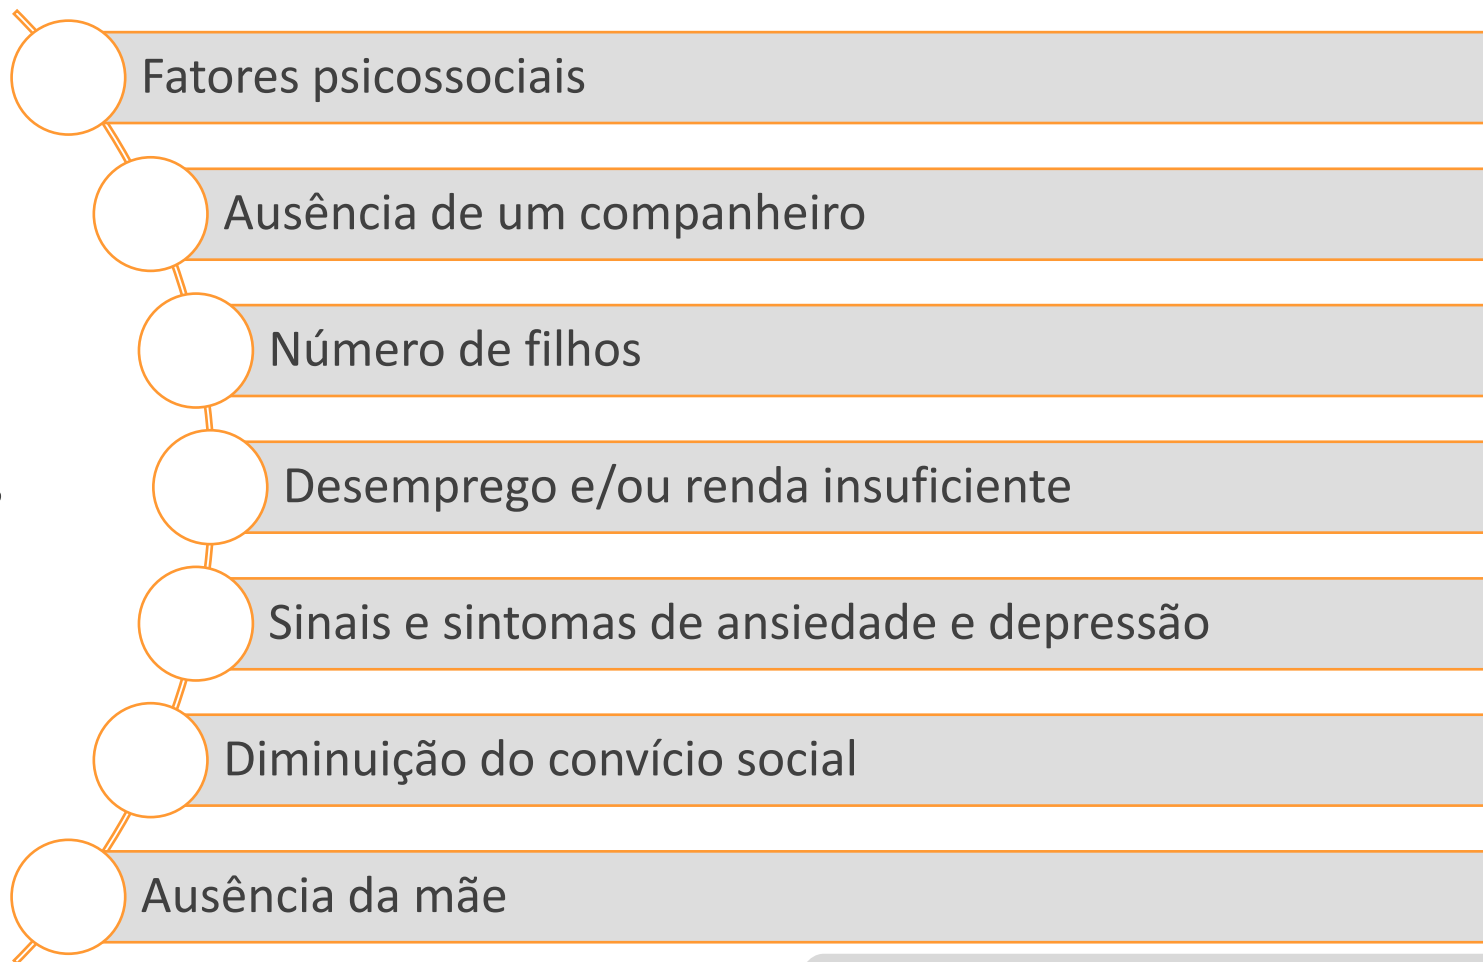 Fatores psicossociais
Ausência de um companheiro
Número de filhos
Desemprego e/ou renda insuficiente
Sinais e sintomas de ansiedade e depressão
Diminuição do convício social
Ausência da mãe